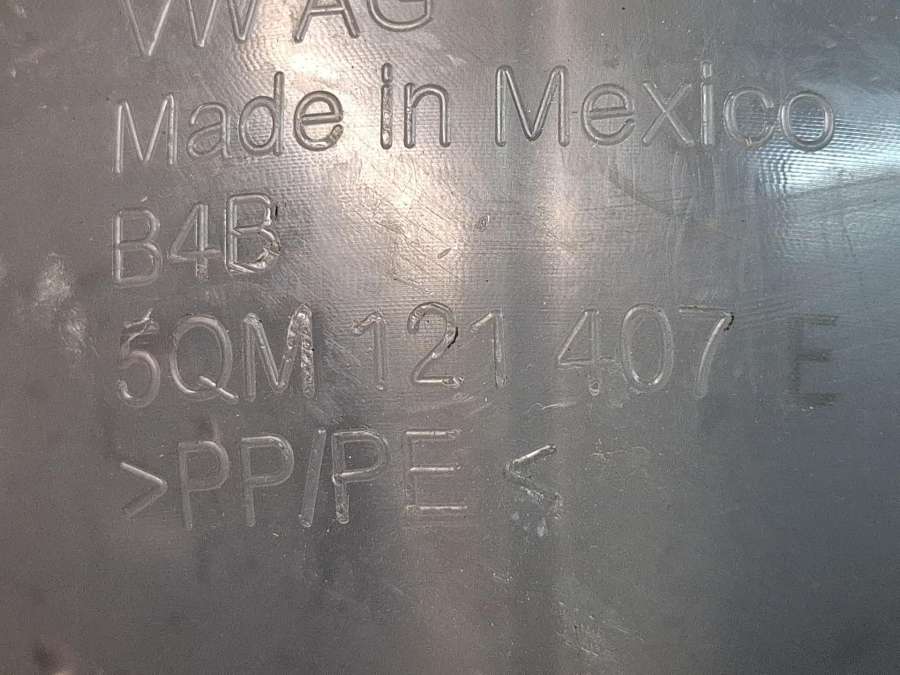 VW AG
Made in Mexico
B4B
5QM 121 407 E
>PP/PE <